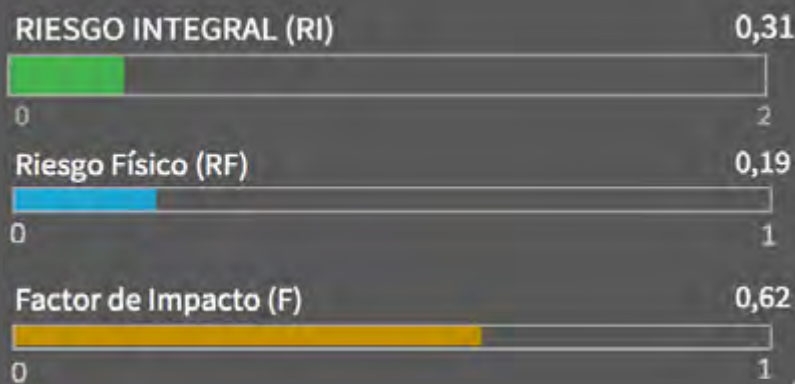 RIESGO INTEGRAL (RI) 0,31
0 2
Riesgo Físico (RF) 0,19
0 1
Factor de Impacto (F) 0,62
0 1